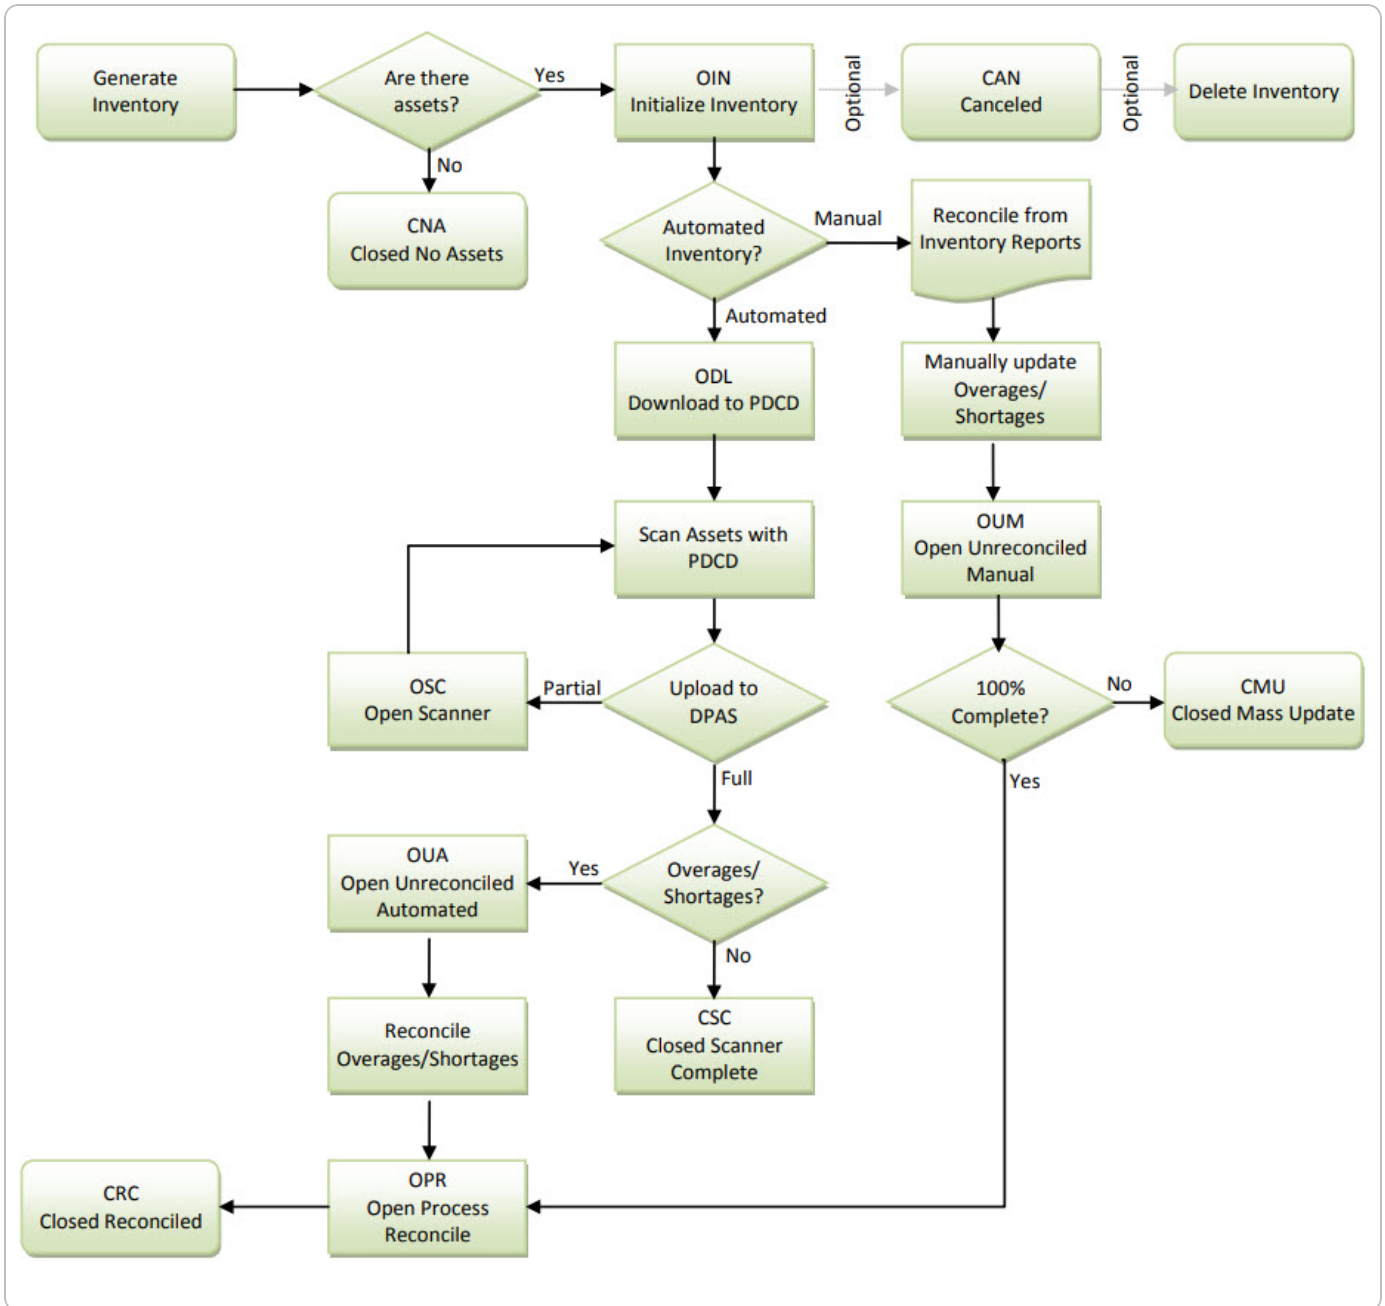 Generate
Inventory
Are there
assets?
Yes
OIN
Initialize Inventory
Optional
CAN
Canceled
Optional
Delete Inventory
No
CNA
Closed No Assets
Automated
Inventory?
Manual
Reconcile from
Inventory Reports
Automated
ODL
Download to PDCD
Manually update
Overages/
Shortages
Scan Assets with
PDCD
OUM
Open Unreconciled
Manual
OSC
Open Scanner
Partial
Upload to
DPAS
100%
Complete?
No
CMU
Closed Mass Update
Full
Yes
OUA
Open Unreconciled
Automated
Yes
Overages/
Shortages?
No
Reconcile
Overages/Shortages
CSC
Closed Scanner
Complete
CRC
Closed Reconciled
OPR
Open Process
Reconcile